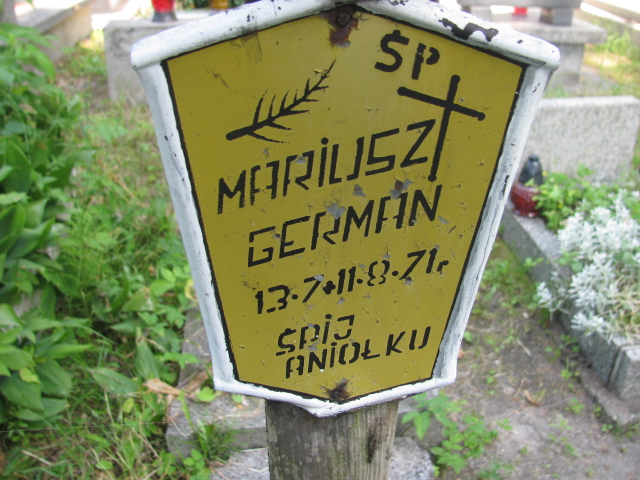 ŚP
MARIUSZ
GERMAN
13.7+11.8.71r
ŚPIJ
ANIOŁKU